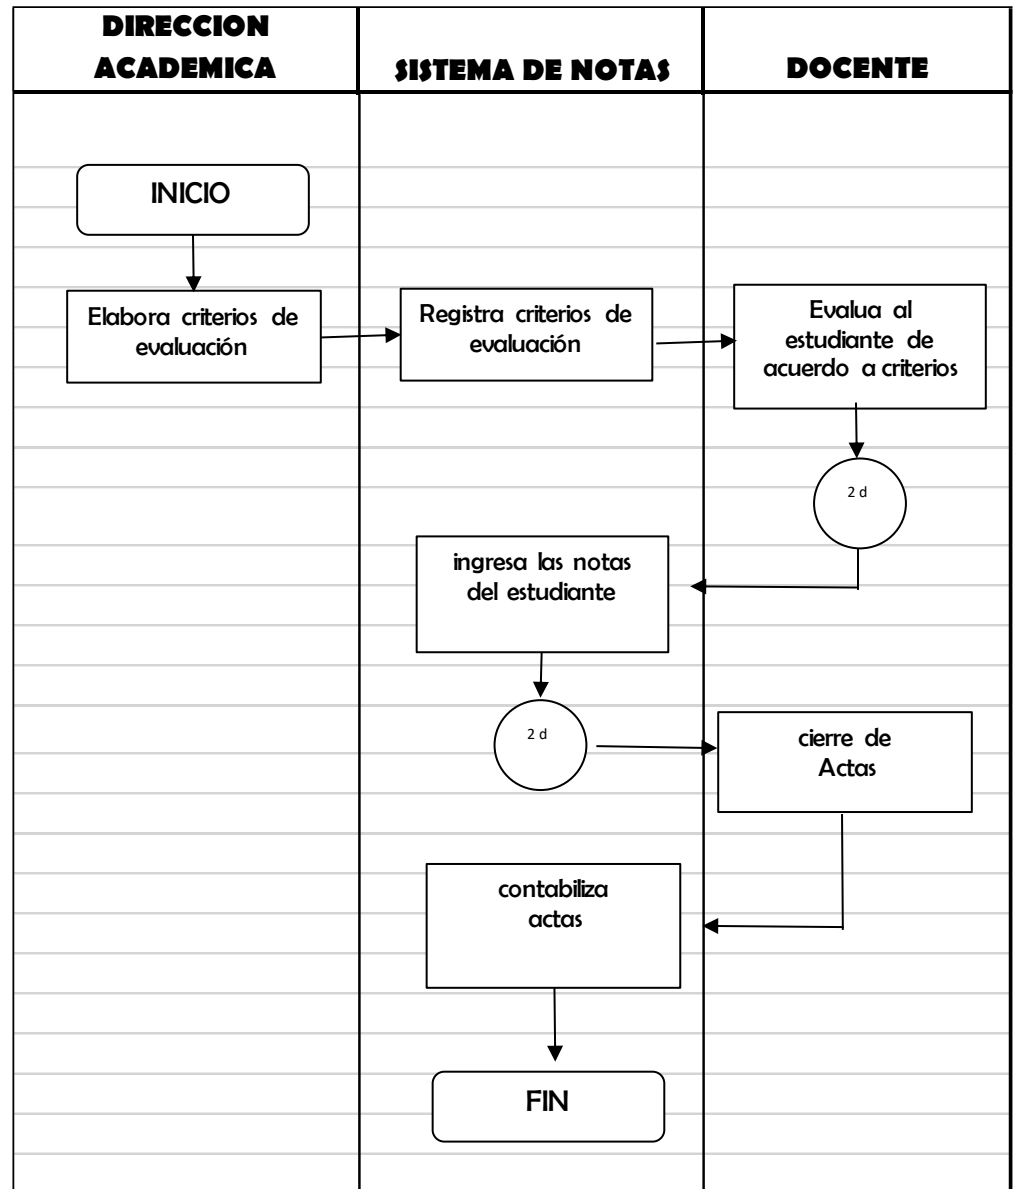 DIRECCION
ACADEMICA
SISTEMA DE NOTAS
DOCENTE
INICIO
Elabora criterios de
evaluación
Registra criterios de
evaluación
Evalua al
estudiante de
acuerdo a criterios
2 d
ingresa las notas
del estudiante
2 d
cierre de
Actas
contabiliza
actas
FIN